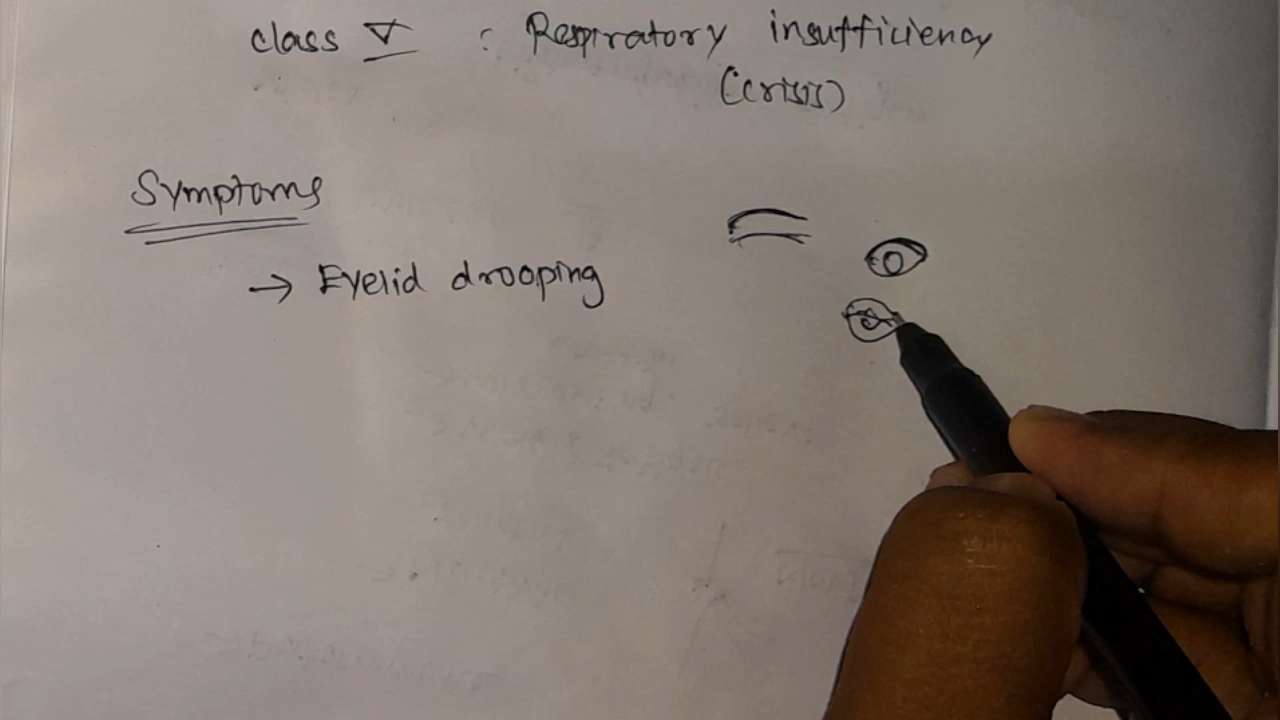 class V : Respiratory insufficiency
(crisis)
Symptoms
→ Eyelid drooping